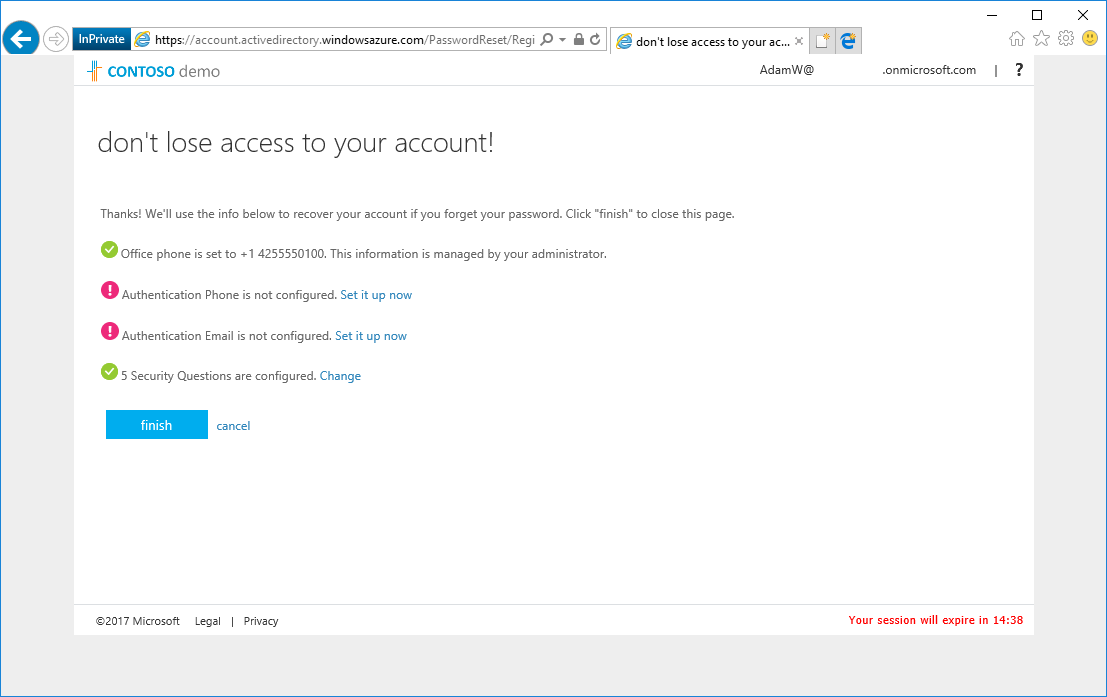 InPrivate https://account.activedirectory.windowsazure.com/PasswordReset/Regi don't lose access to your ac...
CONTOSO demo AdamW@ .onmicrosoft.com | ?
don't lose access to your account!
Thanks! We'll use the info below to recover your account if you forget your password. Click "finish" to close this page.
Office phone is set to +1 4255550100. This information is managed by your administrator.
Authentication Phone is not configured. Set it up now
Authentication Email is not configured. Set it up now
5 Security Questions are configured. Change
finish cancel
©2017 Microsoft Legal | Privacy Your session will expire in 14:38